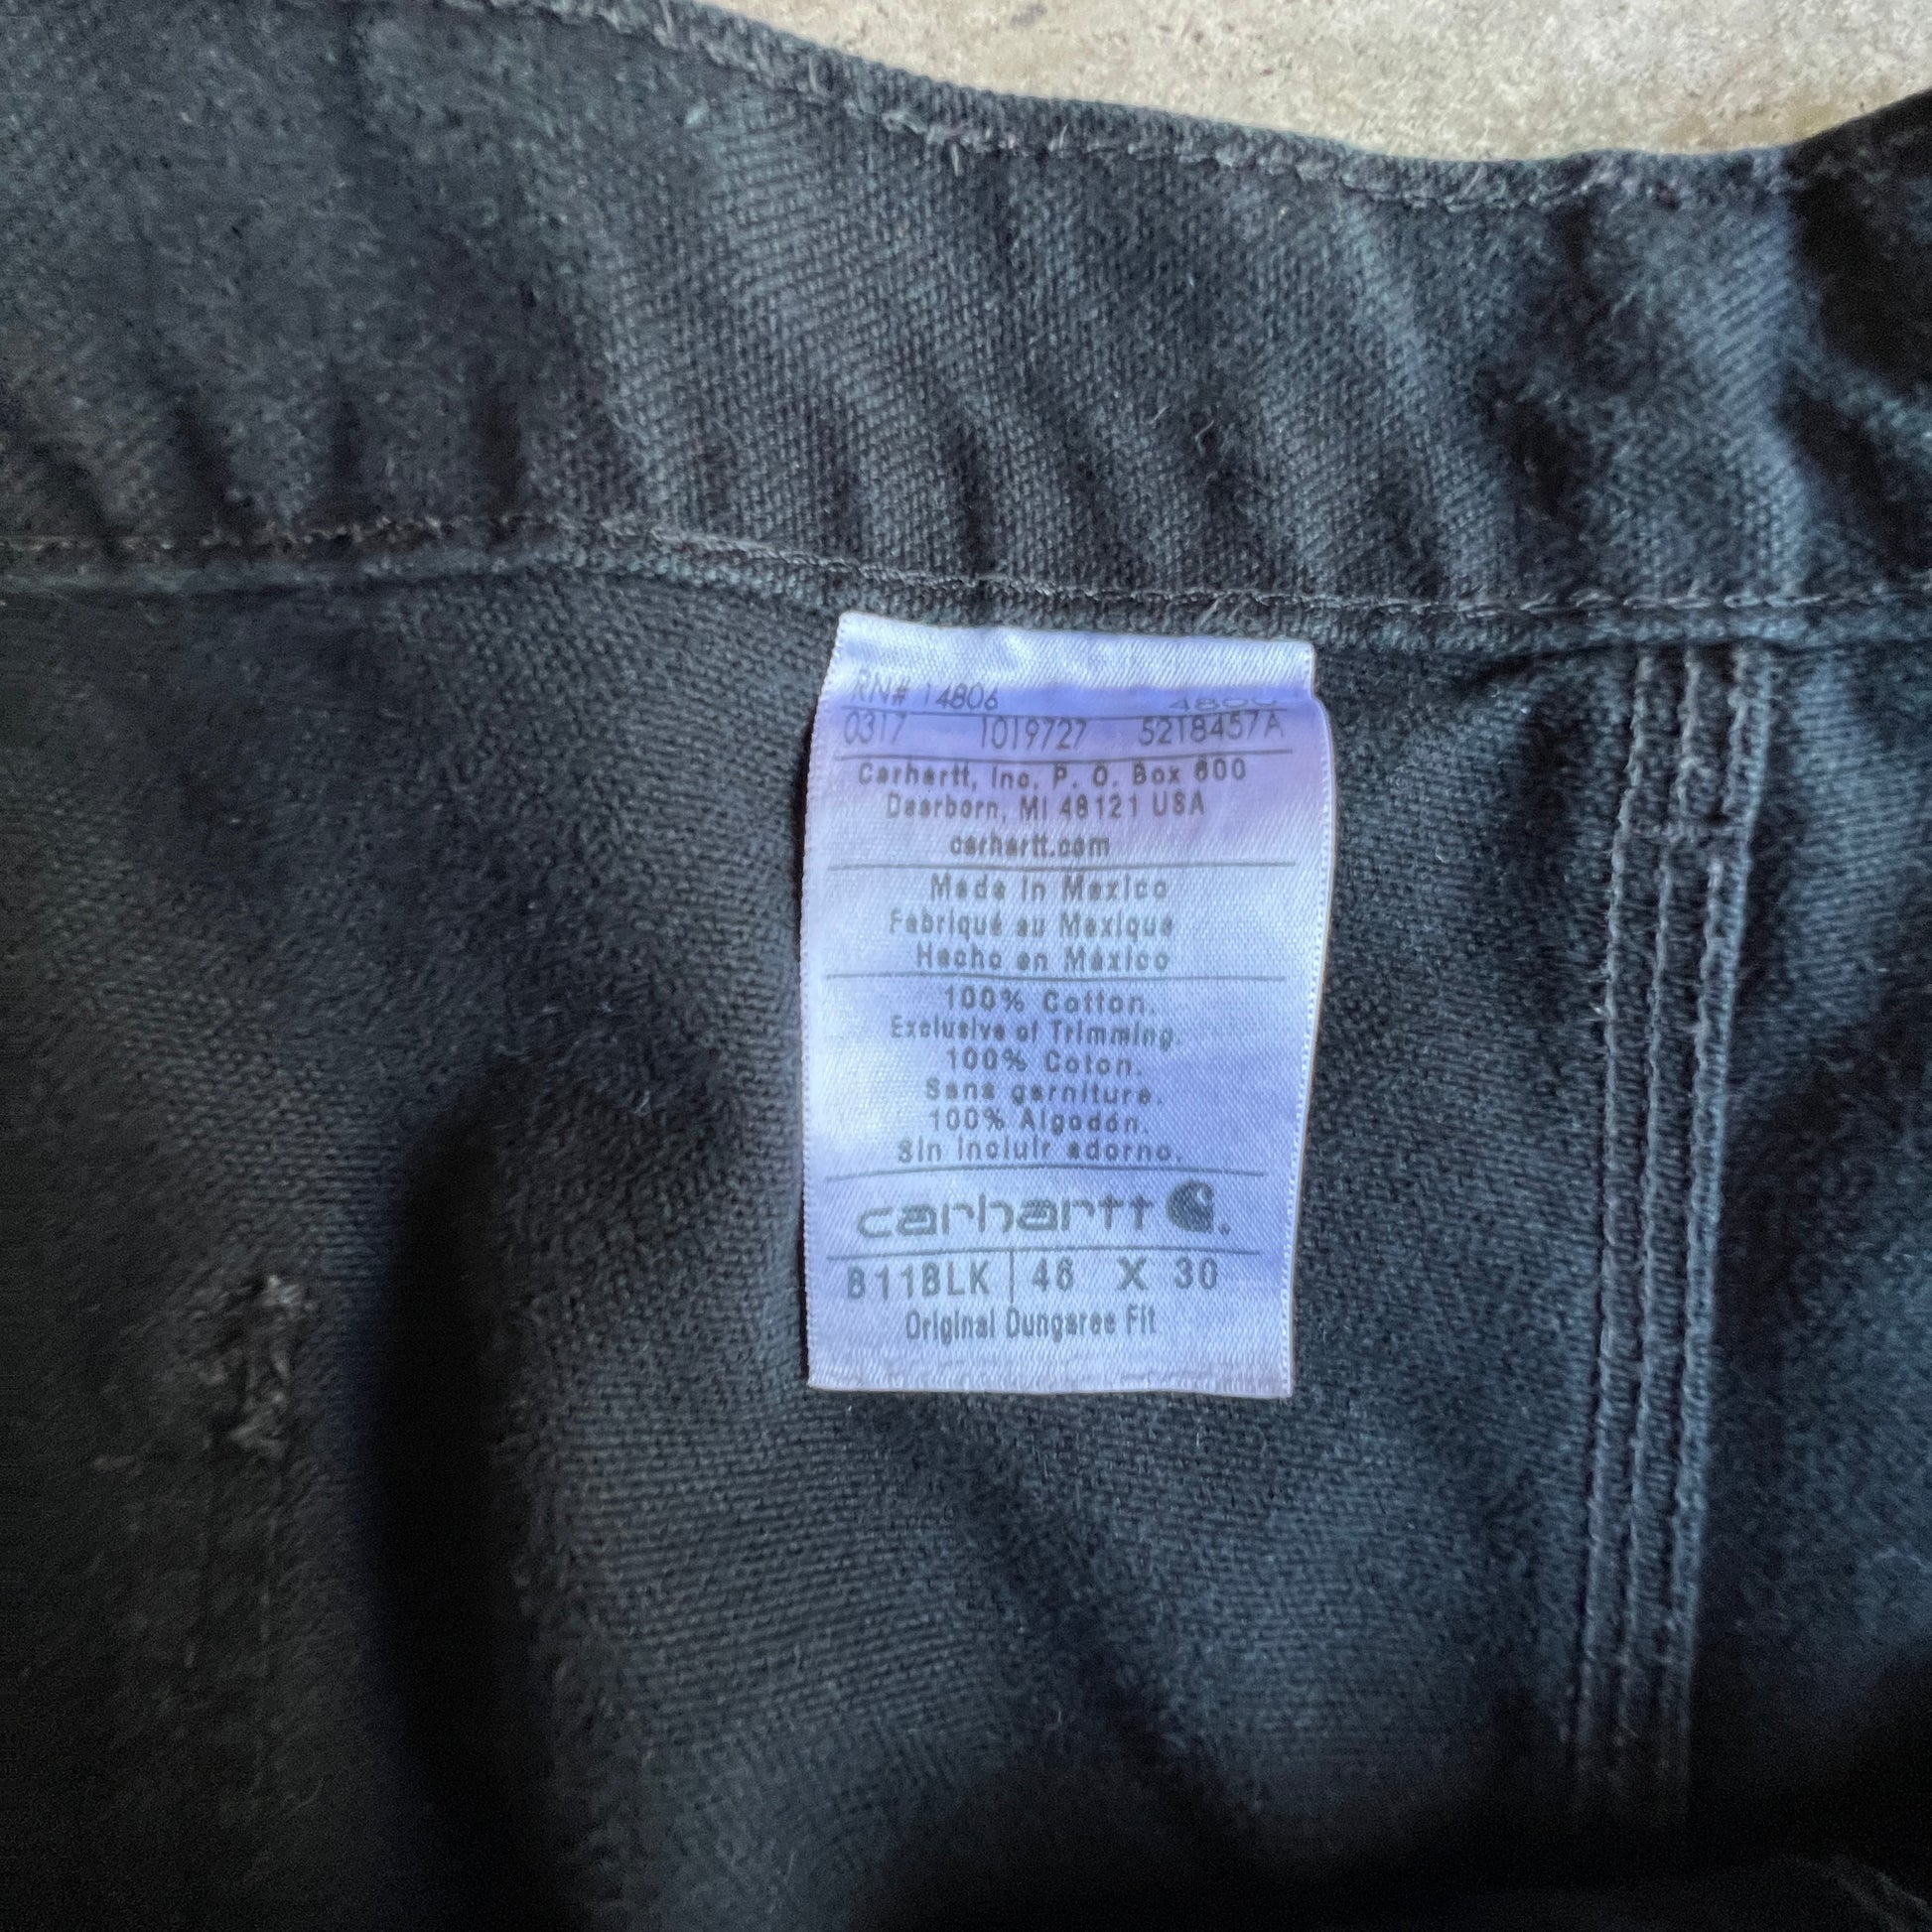 RN# 14806
0317 1019727 5218457A
Carhartt, Inc. P. O. Box 600
Dearborn, MI 48121 USA
carhartt.com
Made in Mexico
Fabriqué au Mexique
Hecho en México
100% Cotton.
Exclusive of Trimming.
100% Coton.
Sans garniture.
100% Algodón.
Sin incluir adorno.
carhartt
B11BLK | 46 X 30
Original Dungaree Fit